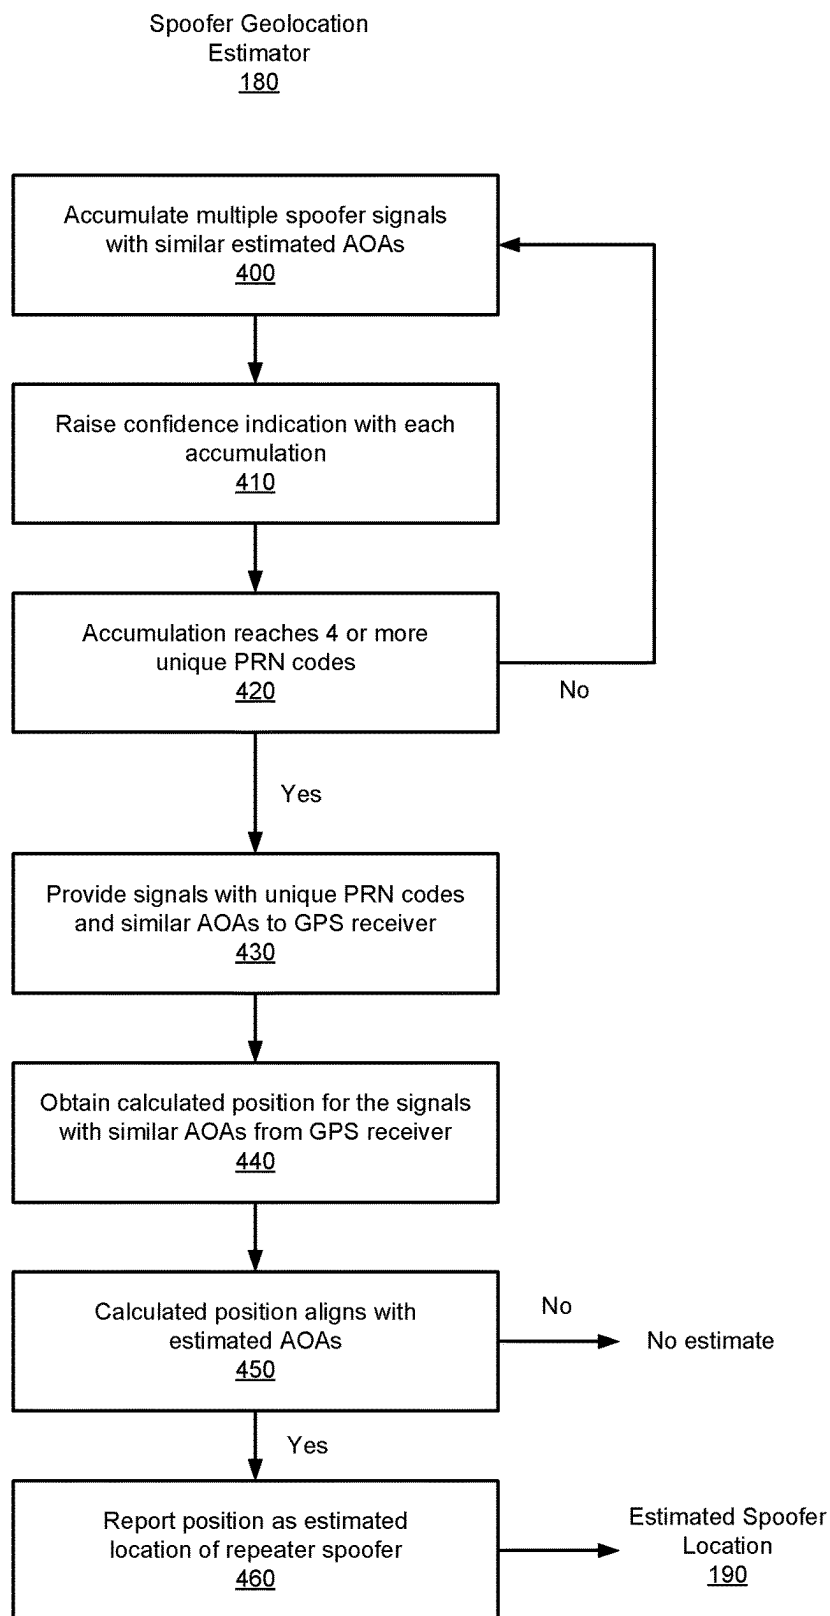 Spoofer Geolocation
Estimator
180
Accumulate multiple spoofer signals
with similar estimated AOAs
400
Raise confidence indication with each
accumulation
410
Accumulation reaches 4 or more
unique PRN codes
420
No
Yes
Provide signals with unique PRN codes
and similar AOAs to GPS receiver
430
Obtain calculated position for the signals
with similar AOAs from GPS receiver
440
Calculated position aligns with
estimated AOAs
450
No
No estimate
Yes
Report position as estimated
location of repeater spoofer
460
Estimated Spoofer
Location
190